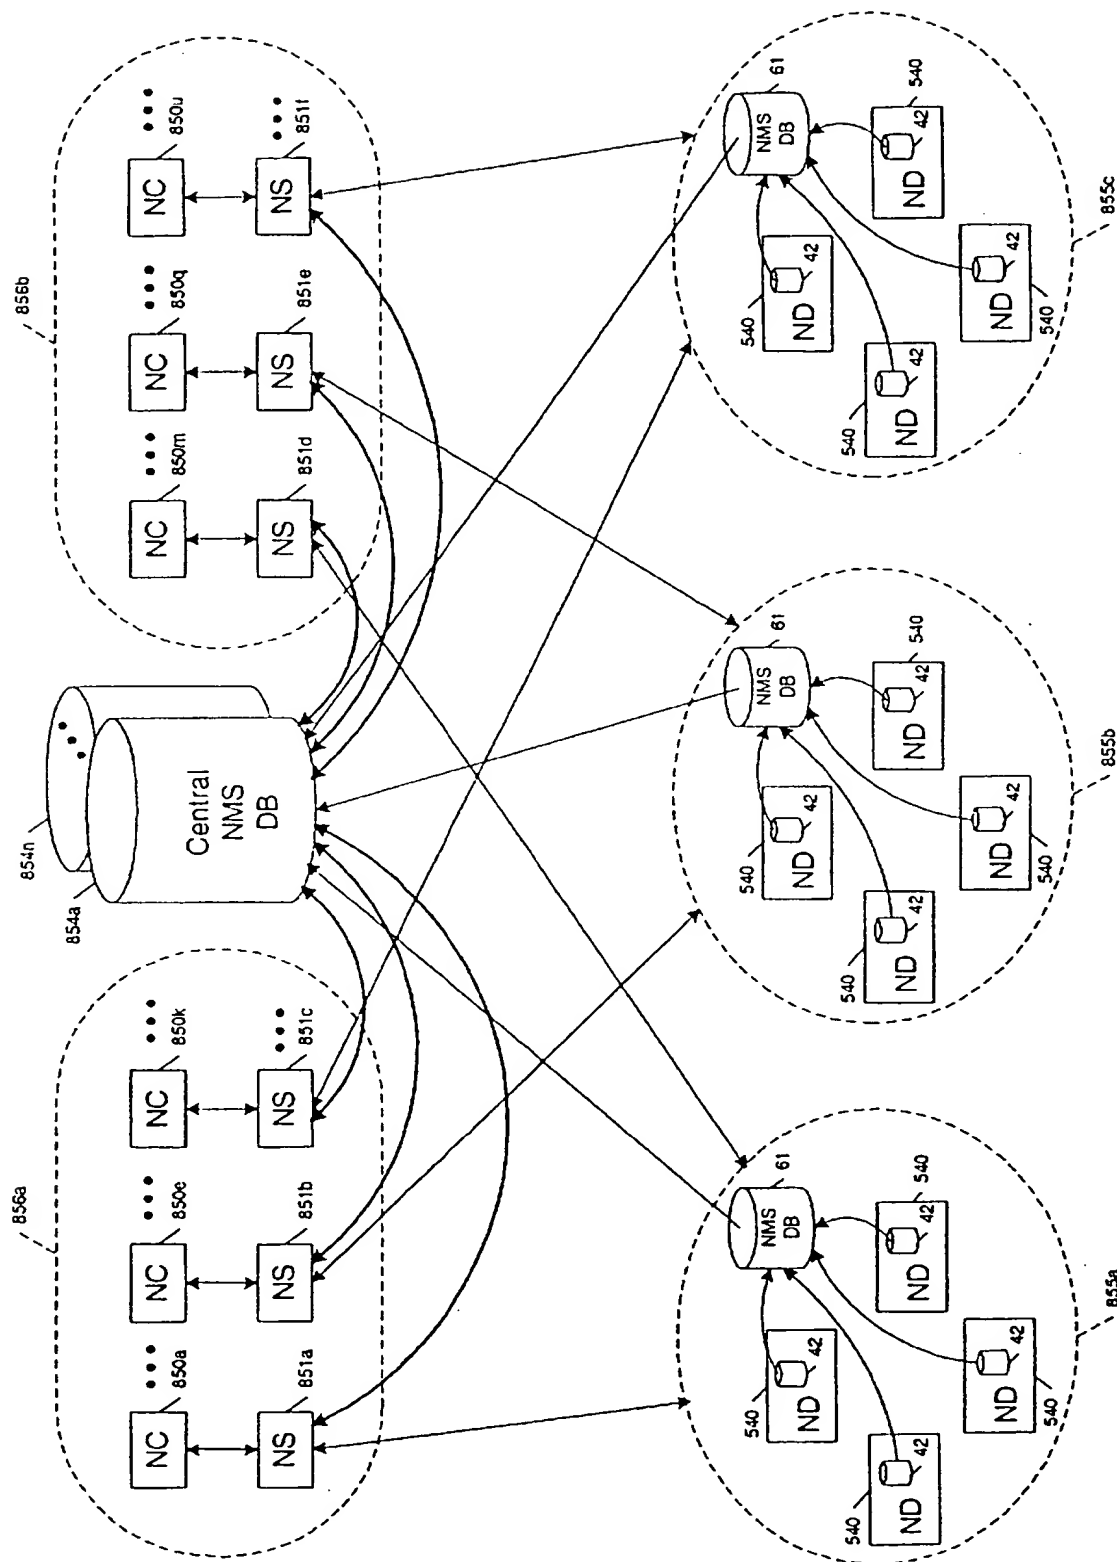 856a
NC
850a
NC
850e
NC
850k
NS
851a
NS
851b
NS
851c
854n
854a
Central
NMS
DB
856b
NC
850m
NC
850q
NC
850u
NS
851d
NS
851e
NS
851f
61
NMS
DB
540
42
ND
540
42
ND
540
42
ND
540
42
ND
855a
61
NMS
DB
540
42
ND
540
42
ND
540
42
ND
540
42
ND
855b
61
NMS
DB
540
42
ND
540
42
ND
540
42
ND
540
42
ND
855c